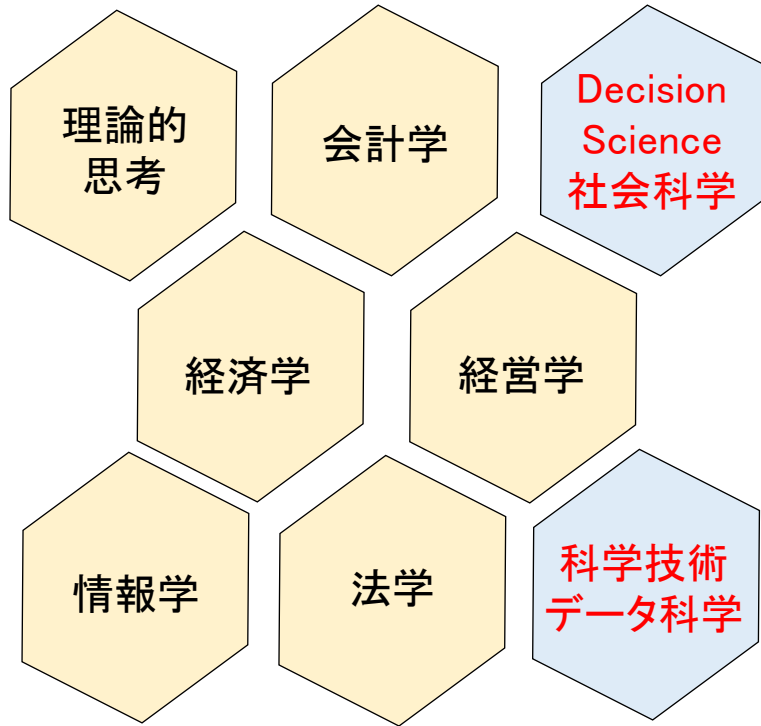 理論的
思考
会計学
Decision
Science
社会科学
経済学
経営学
情報学
法学
科学技術
データ科学